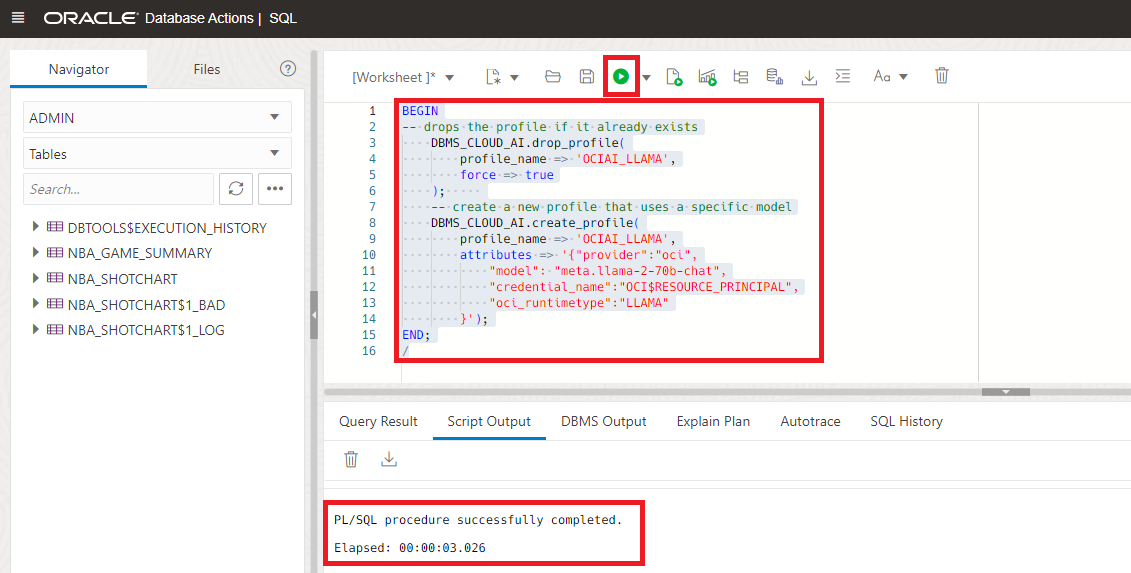 ORACLE Database Actions | SQL
Navigator
Files
?
ADMIN
Tables
Search...
DBTOOLS$EXECUTION_HISTORY
NBA_GAME_SUMMARY
NBA_SHOTCHART
NBA_SHOTCHART$1_BAD
NBA_SHOTCHART$1_LOG
[Worksheet ]*
Aa
1 BEGIN
2 -- drops the profile if it already exists
3 DBMS_CLOUD_AI.drop_profile(
4 profile_name => 'OCIAI_LLAMA',
5 force => true
6 );
7 -- create a new profile that uses a specific model
8 DBMS_CLOUD_AI.create_profile(
9 profile_name => 'OCIAI_LLAMA',
10 attributes => '{"provider":"oci",
11 "model": "meta.llama-2-70b-chat",
12 "credential_name":"OCI$RESOURCE_PRINCIPAL",
13 "oci_runtimetype":"LLAMA"
14 }');
15 END;
16 /
Query Result
Script Output
DBMS Output
Explain Plan
Autotrace
SQL History
PL/SQL procedure successfully completed.
Elapsed: 00:00:03.026